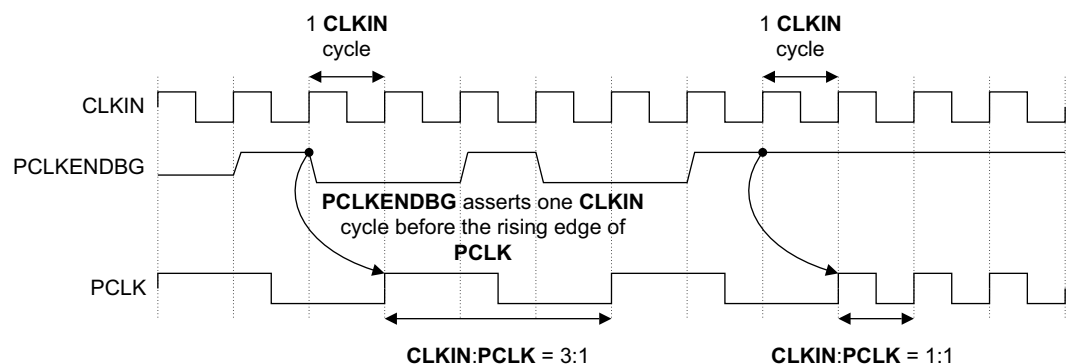 1 CLKIN
cycle
1 CLKIN
cycle
CLKIN
PCLKENDBG
PCLKENDBG asserts one CLKIN
cycle before the rising edge of
PCLK
PCLK
CLKIN:PCLK = 3:1
CLKIN:PCLK = 1:1